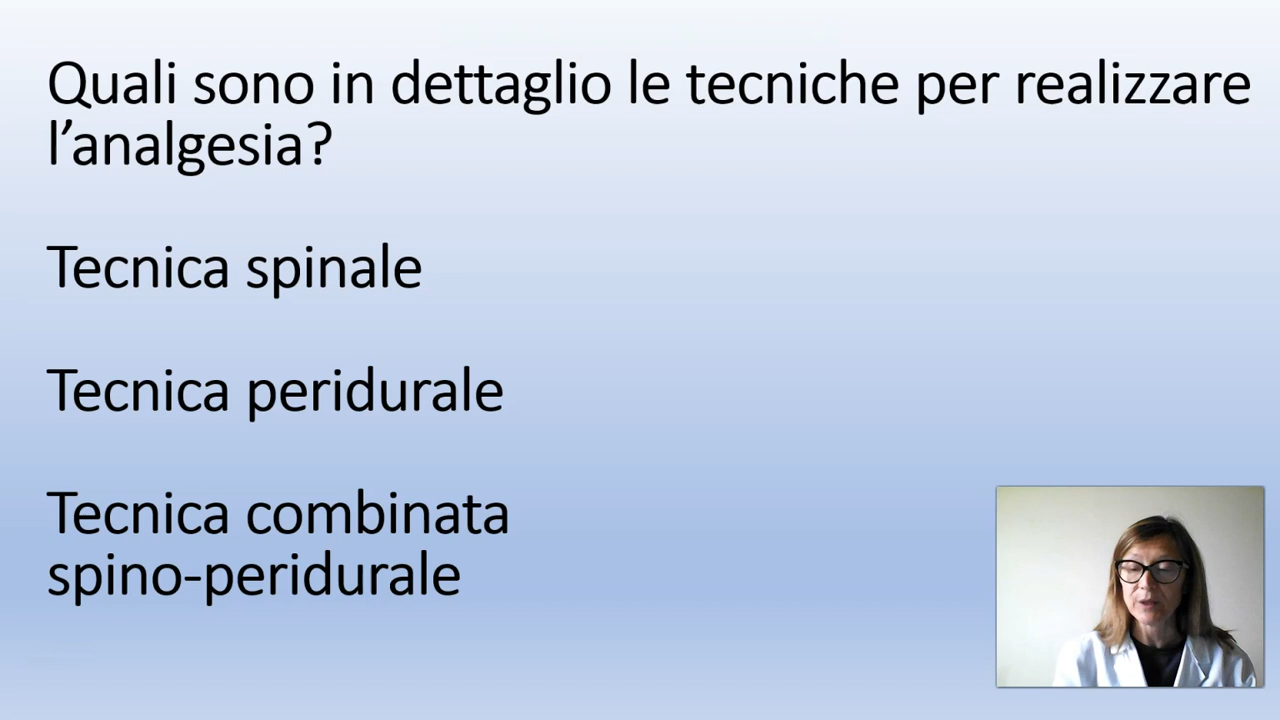 Quali sono in dettaglio le tecniche per realizzare
l’analgesia?
Tecnica spinale
Tecnica peridurale
Tecnica combinata
spino-peridurale